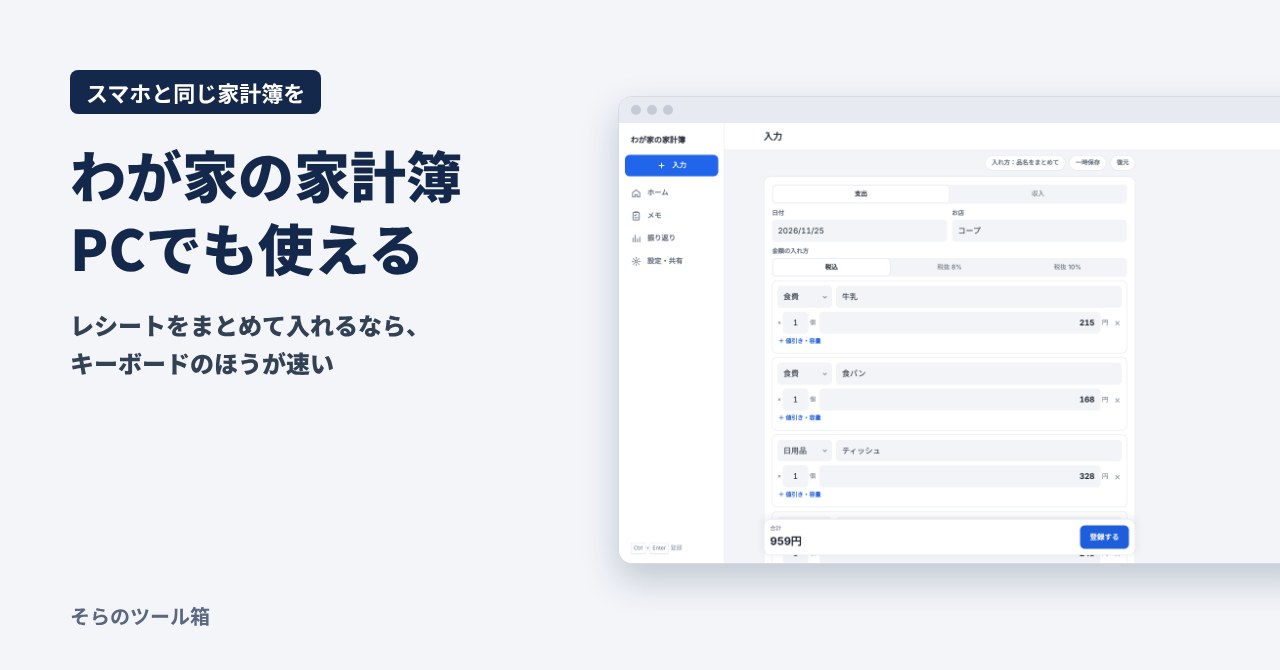 スマホと同じ家計簿を
わが家の家計簿
PCでも使える
レシートをまとめて入れるなら、
キーボードのほうが速い
そらのツール箱
わが家の家計簿
+ 入力
ホーム
メモ
振り返り
設定・共有
Ctrl + Enter 登録
入力
入れ方：品名をまとめて 一時保存 復元
支出 収入
日付 お店
2026/11/25 コープ
金額の入れ方
税込 税抜 8% 税抜 10%
食費 牛乳
× 1 個 215 円 ×
+ 値引き・容量
食費 食パン
× 1 個 168 円 ×
+ 値引き・容量
日用品 ティッシュ
× 1 個 328 円 ×
+ 値引き・容量
合計
959円 登録する